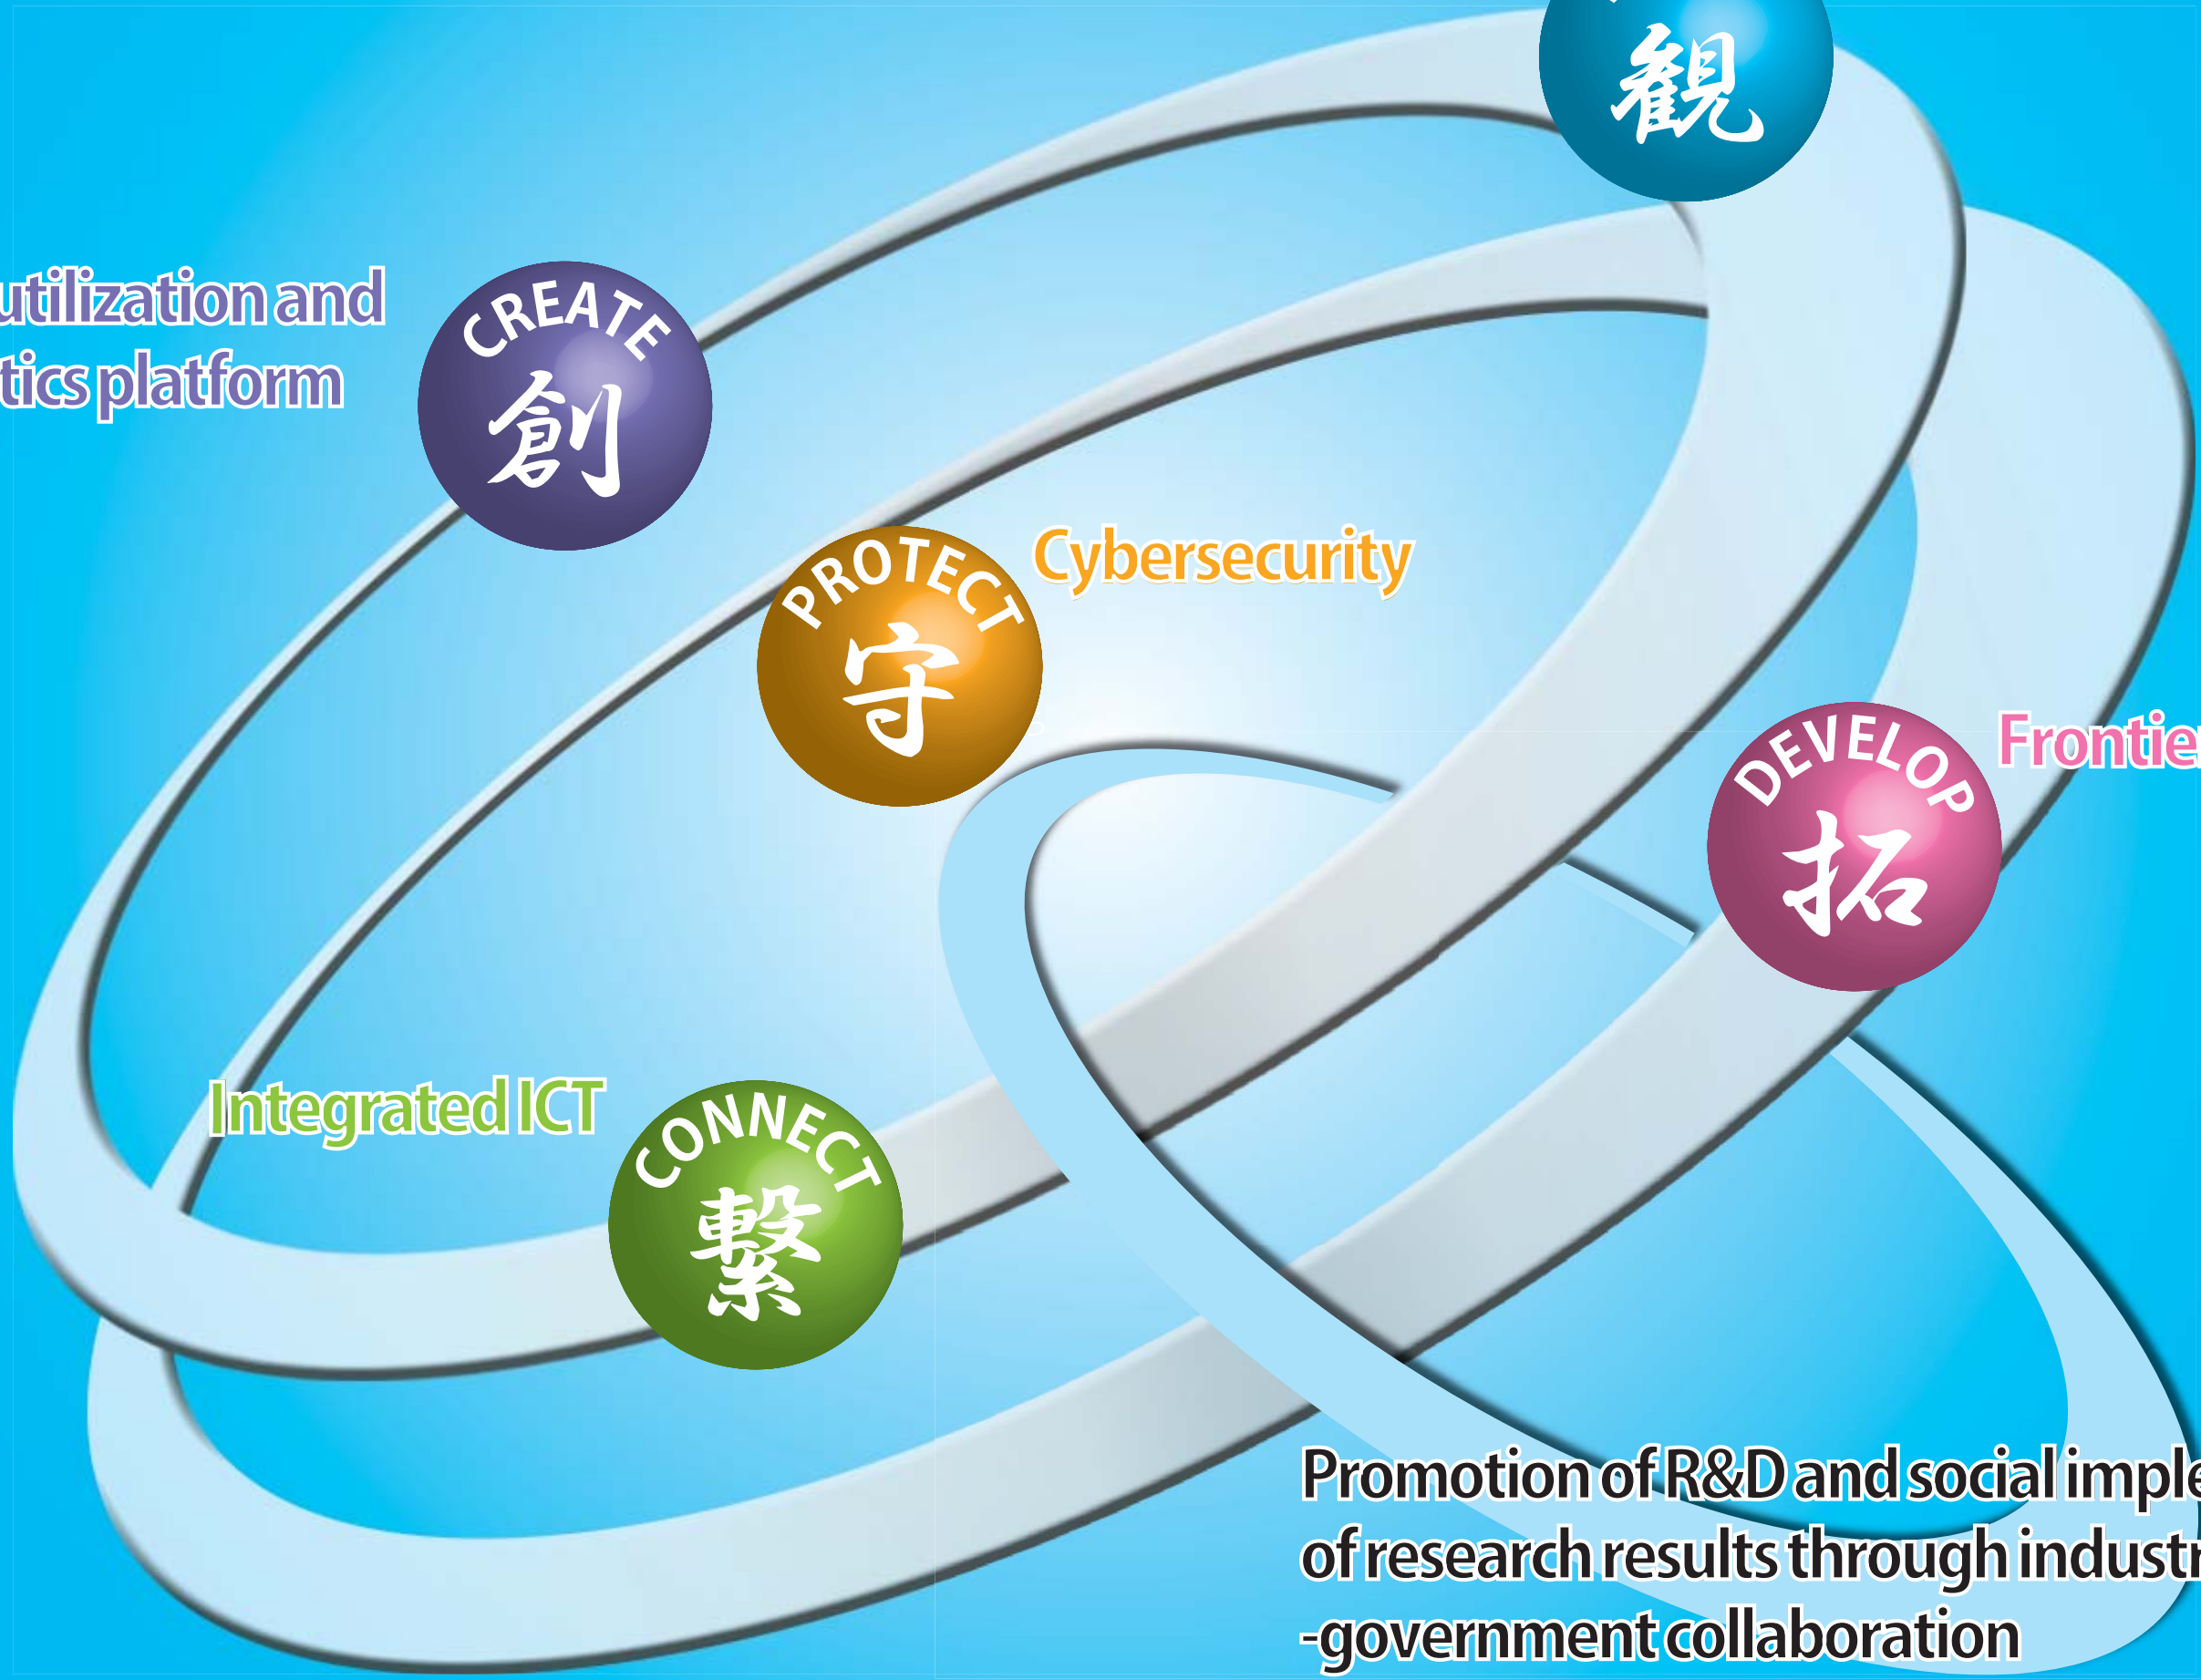 観
utilization and
tics platform
CREATE
創
PROTECT
守
Cybersecurity
DEVELOP
拓
Frontie
Integrated ICT
CONNECT
繋
Promotion of R&D and social imple
of research results through industr
-government collaboration